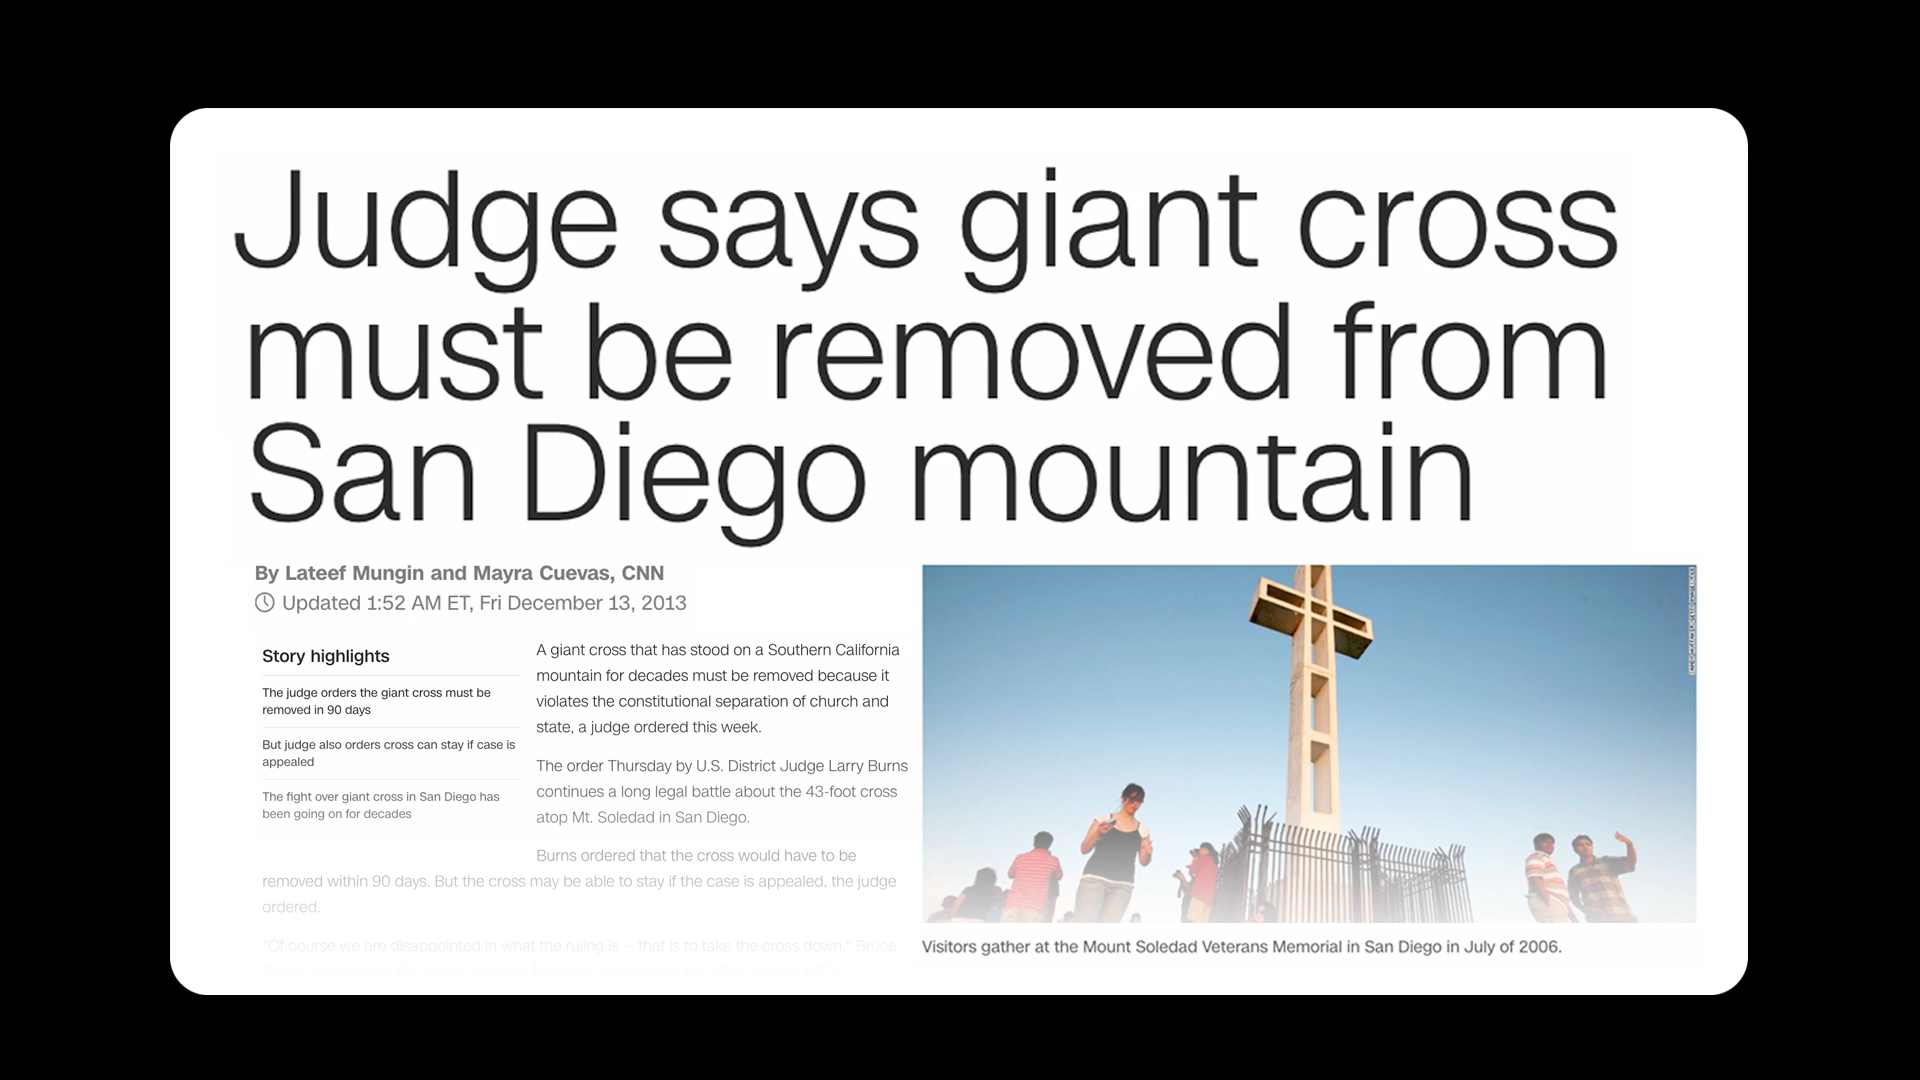 Judge says giant cross
must be removed from
San Diego mountain
By Lateef Mungin and Mayra Cuevas, CNN
Updated 1:52 AM ET, Fri December 13, 2013
Story highlights
The judge orders the giant cross must be
removed in 90 days
But judge also orders cross can stay if case is
appealed
The fight over giant cross in San Diego has
been going on for decades
A giant cross that has stood on a Southern California
mountain for decades must be removed because it
violates the constitutional separation of church and
state, a judge ordered this week.
The order Thursday by U.S. District Judge Larry Burns
continues a long legal battle about the 43-foot cross
atop Mt. Soledad in San Diego.
Burns ordered that the cross would have to be
removed within 90 days. But the cross may be able to stay if the case is appealed, the judge
ordered.
"Of course we are disappointed in what the ruling is -- that is to take the cross down," Bruce
Visitors gather at the Mount Soledad Veterans Memorial in San Diego in July of 2006.